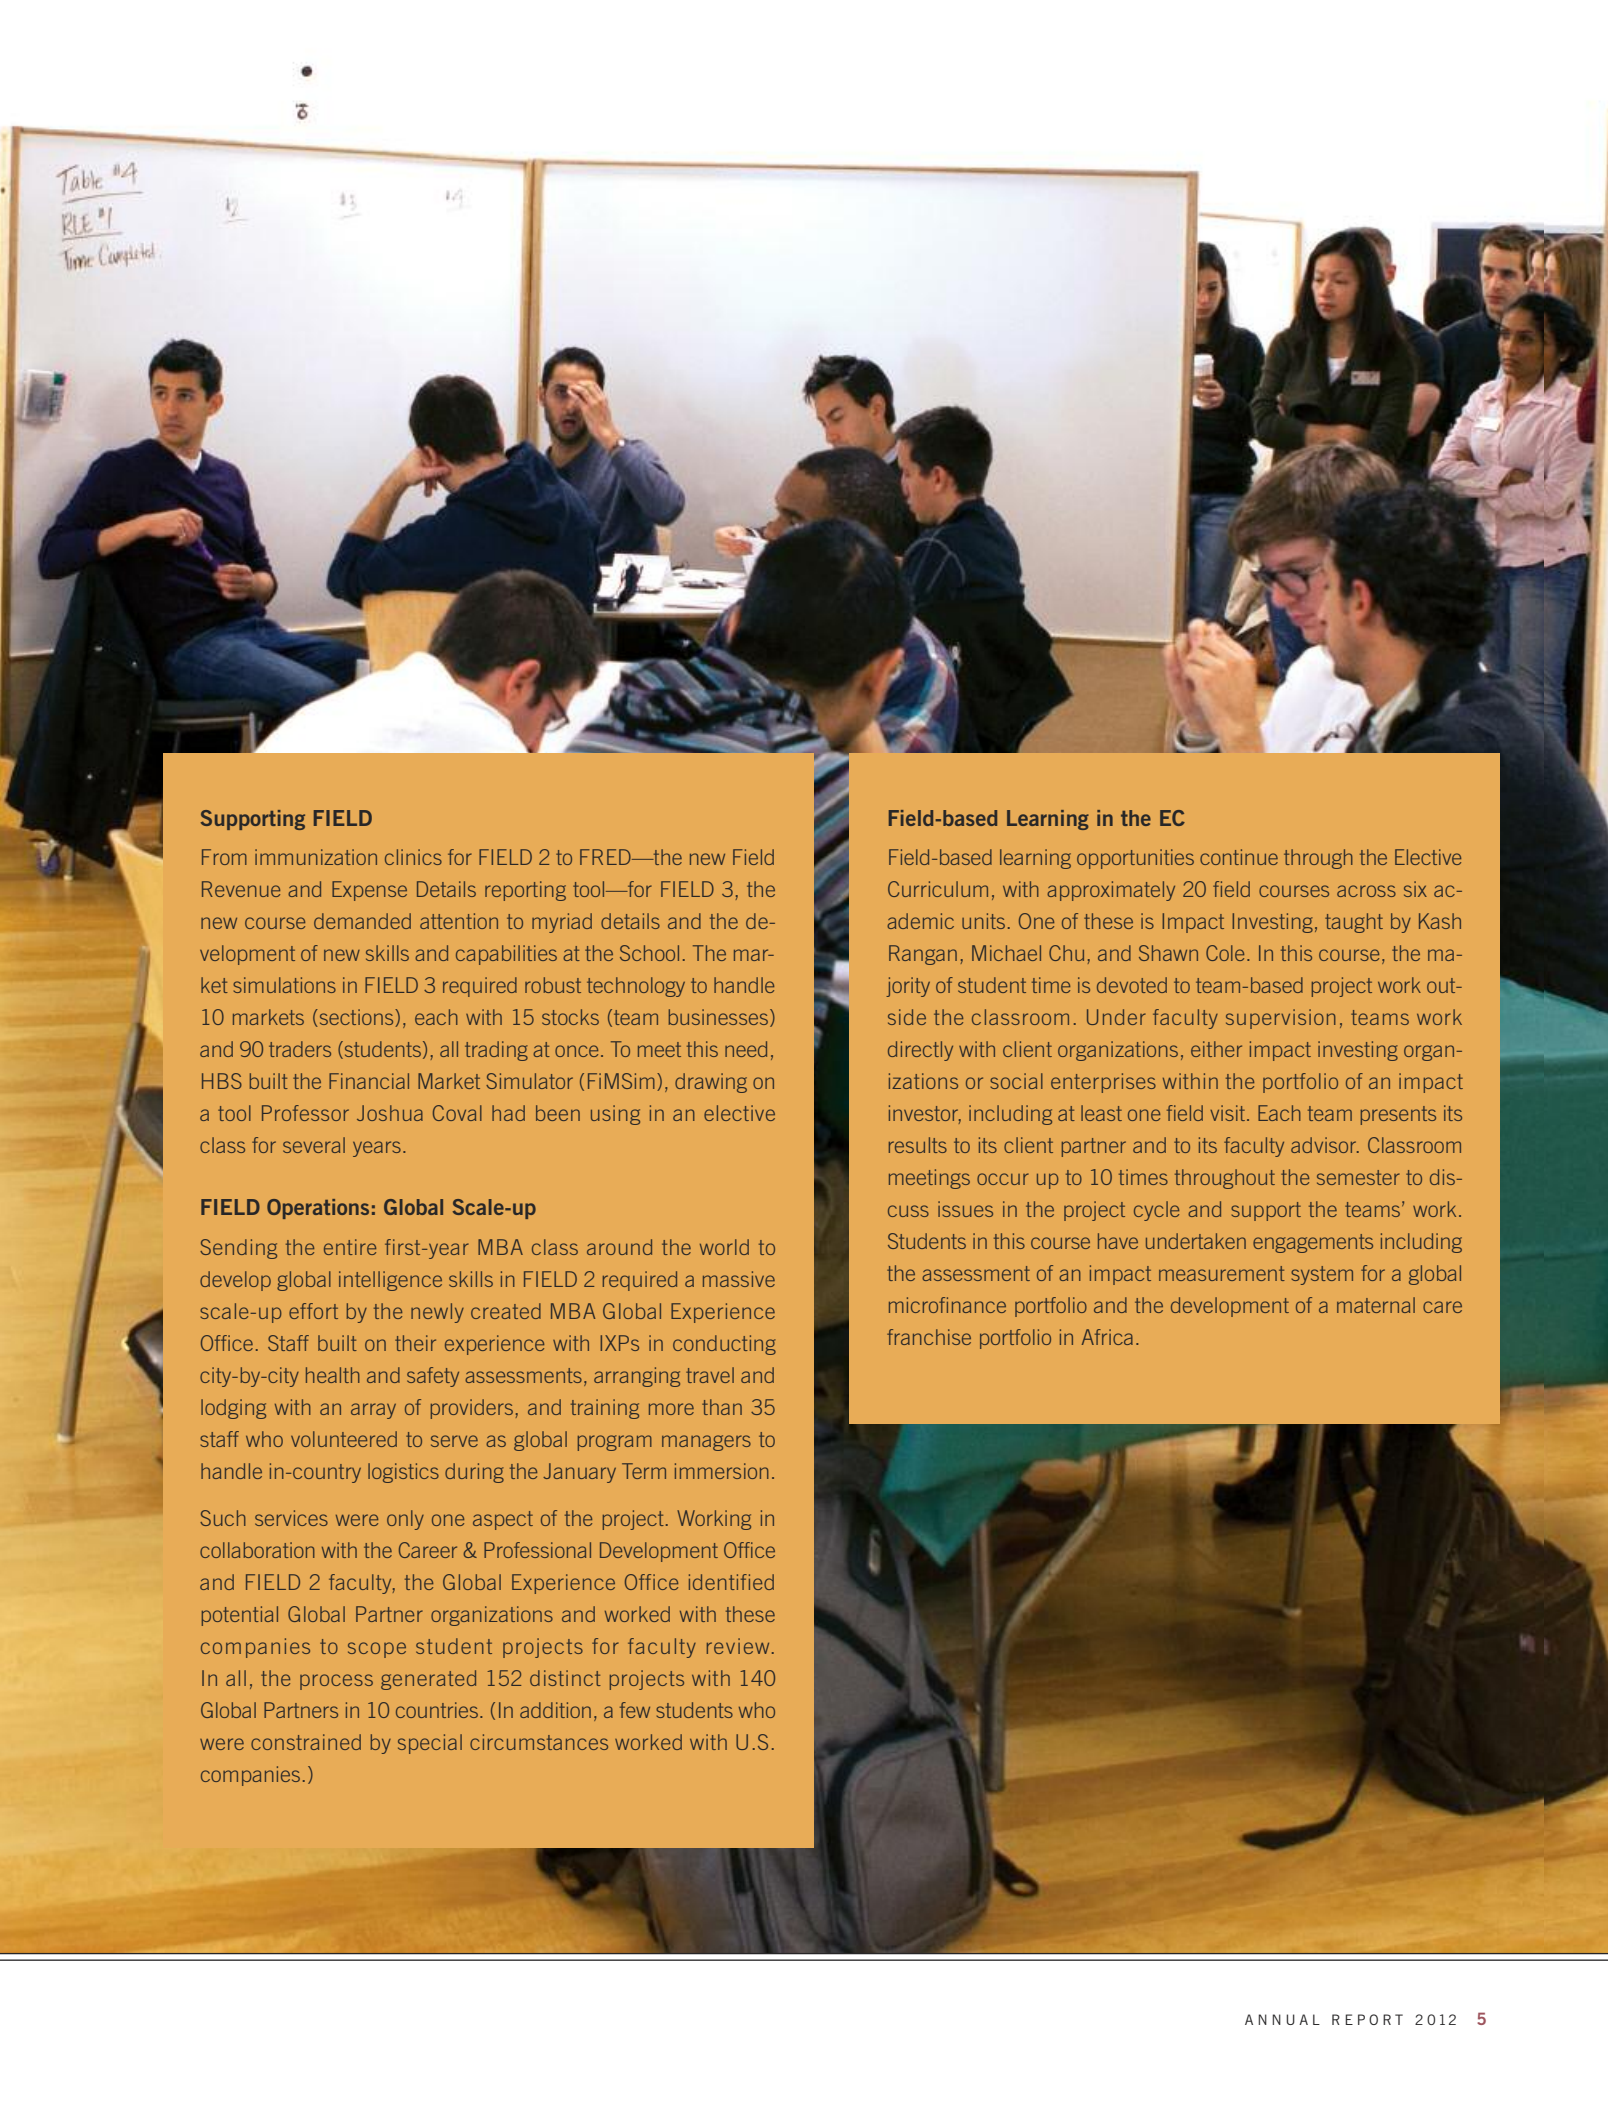 Table #4
RLE #1
Time Completed
#2
#3
#4
Supporting FIELD
From immunization clinics for FIELD 2 to FRED—the new Field
Revenue and Expense Details reporting tool—for FIELD 3, the
new course demanded attention to myriad details and the de-
velopment of new skills and capabilities at the School. The mar-
ket simulations in FIELD 3 required robust technology to handle
10 markets (sections), each with 15 stocks (team businesses)
and 90 traders (students), all trading at once. To meet this need,
HBS built the Financial Market Simulator (FiMSim), drawing on
a tool Professor Joshua Coval had been using in an elective
class for several years.
FIELD Operations: Global Scale-up
Sending the entire first-year MBA class around the world to
develop global intelligence skills in FIELD 2 required a massive
scale-up effort by the newly created MBA Global Experience
Office. Staff built on their experience with IXPs in conducting
city-by-city health and safety assessments, arranging travel and
lodging with an array of providers, and training more than 35
staff who volunteered to serve as global program managers to
handle in-country logistics during the January Term immersion.
Such services were only one aspect of the project. Working in
collaboration with the Career & Professional Development Office
and FIELD 2 faculty, the Global Experience Office identified
potential Global Partner organizations and worked with these
companies to scope student projects for faculty review.
In all, the process generated 152 distinct projects with 140
Global Partners in 10 countries. (In addition, a few students who
were constrained by special circumstances worked with U.S.
companies.)
Field-based Learning in the EC
Field-based learning opportunities continue through the Elective
Curriculum, with approximately 20 field courses across six ac-
ademic units. One of these is Impact Investing, taught by Kash
Rangan, Michael Chu, and Shawn Cole. In this course, the ma-
jority of student time is devoted to team-based project work out-
side the classroom. Under faculty supervision, teams work
directly with client organizations, either impact investing organ-
izations or social enterprises within the portfolio of an impact
investor, including at least one field visit. Each team presents its
results to its client partner and to its faculty advisor. Classroom
meetings occur up to 10 times throughout the semester to dis-
cuss issues in the project cycle and support the teams’ work.
Students in this course have undertaken engagements including
the assessment of an impact measurement system for a global
microfinance portfolio and the development of a maternal care
franchise portfolio in Africa.
ANNUAL REPORT 2012 5